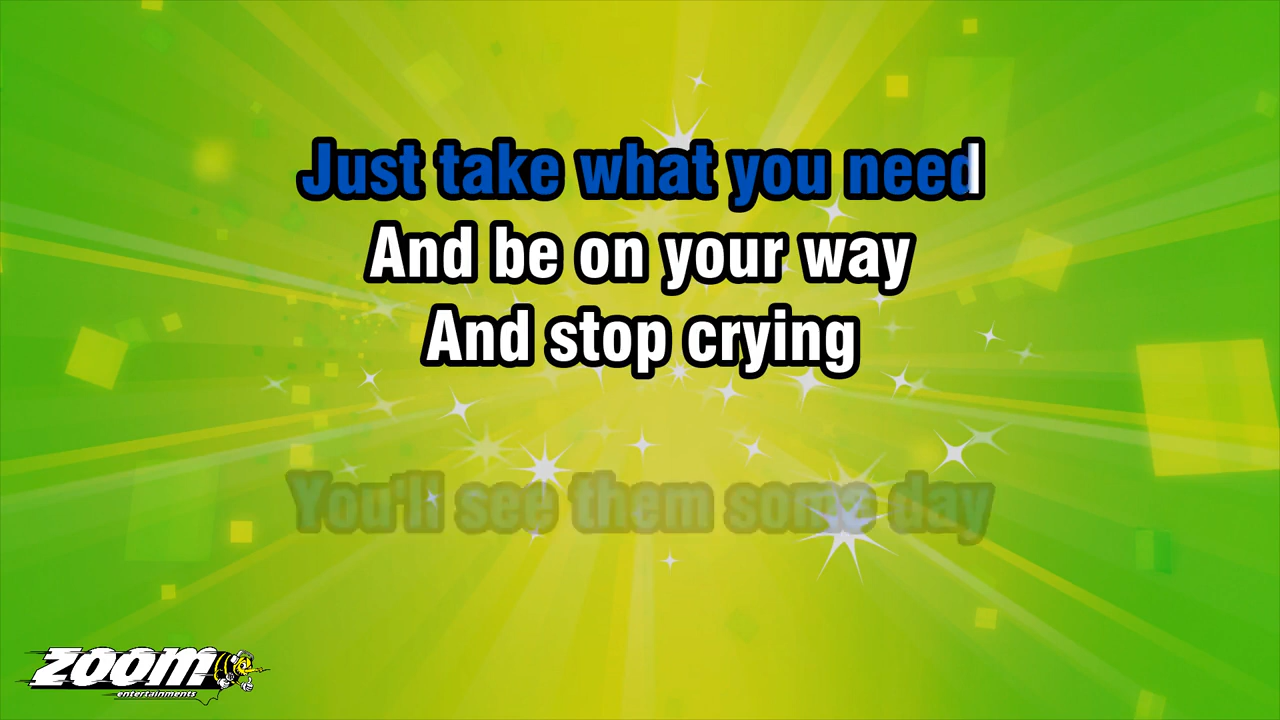 Just take what you need
And be on your way
And stop crying
You'll see them some day
zoom
entertainments